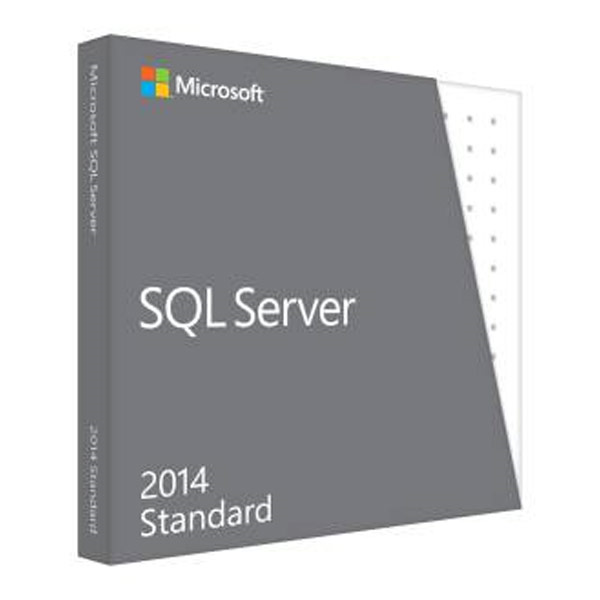 Microsoft
SQL Server
2014
Standard
Microsoft SQL Server
2014 Standard